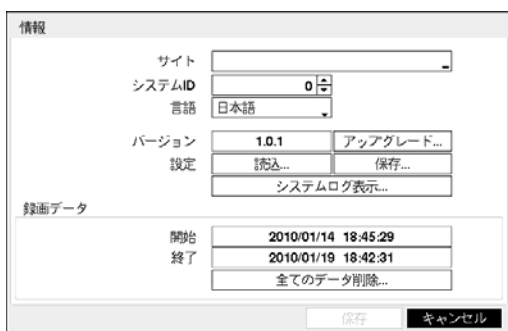 情報
サイト
システムID 0
言語 日本語
バージョン 1.0.1 アップグレード...
設定 読込... 保存...
システムログ表示...
録画データ
開始 2010/01/14 18:45:29
終了 2010/01/19 18:42:31
全てのデータ削除...
保存 キャンセル